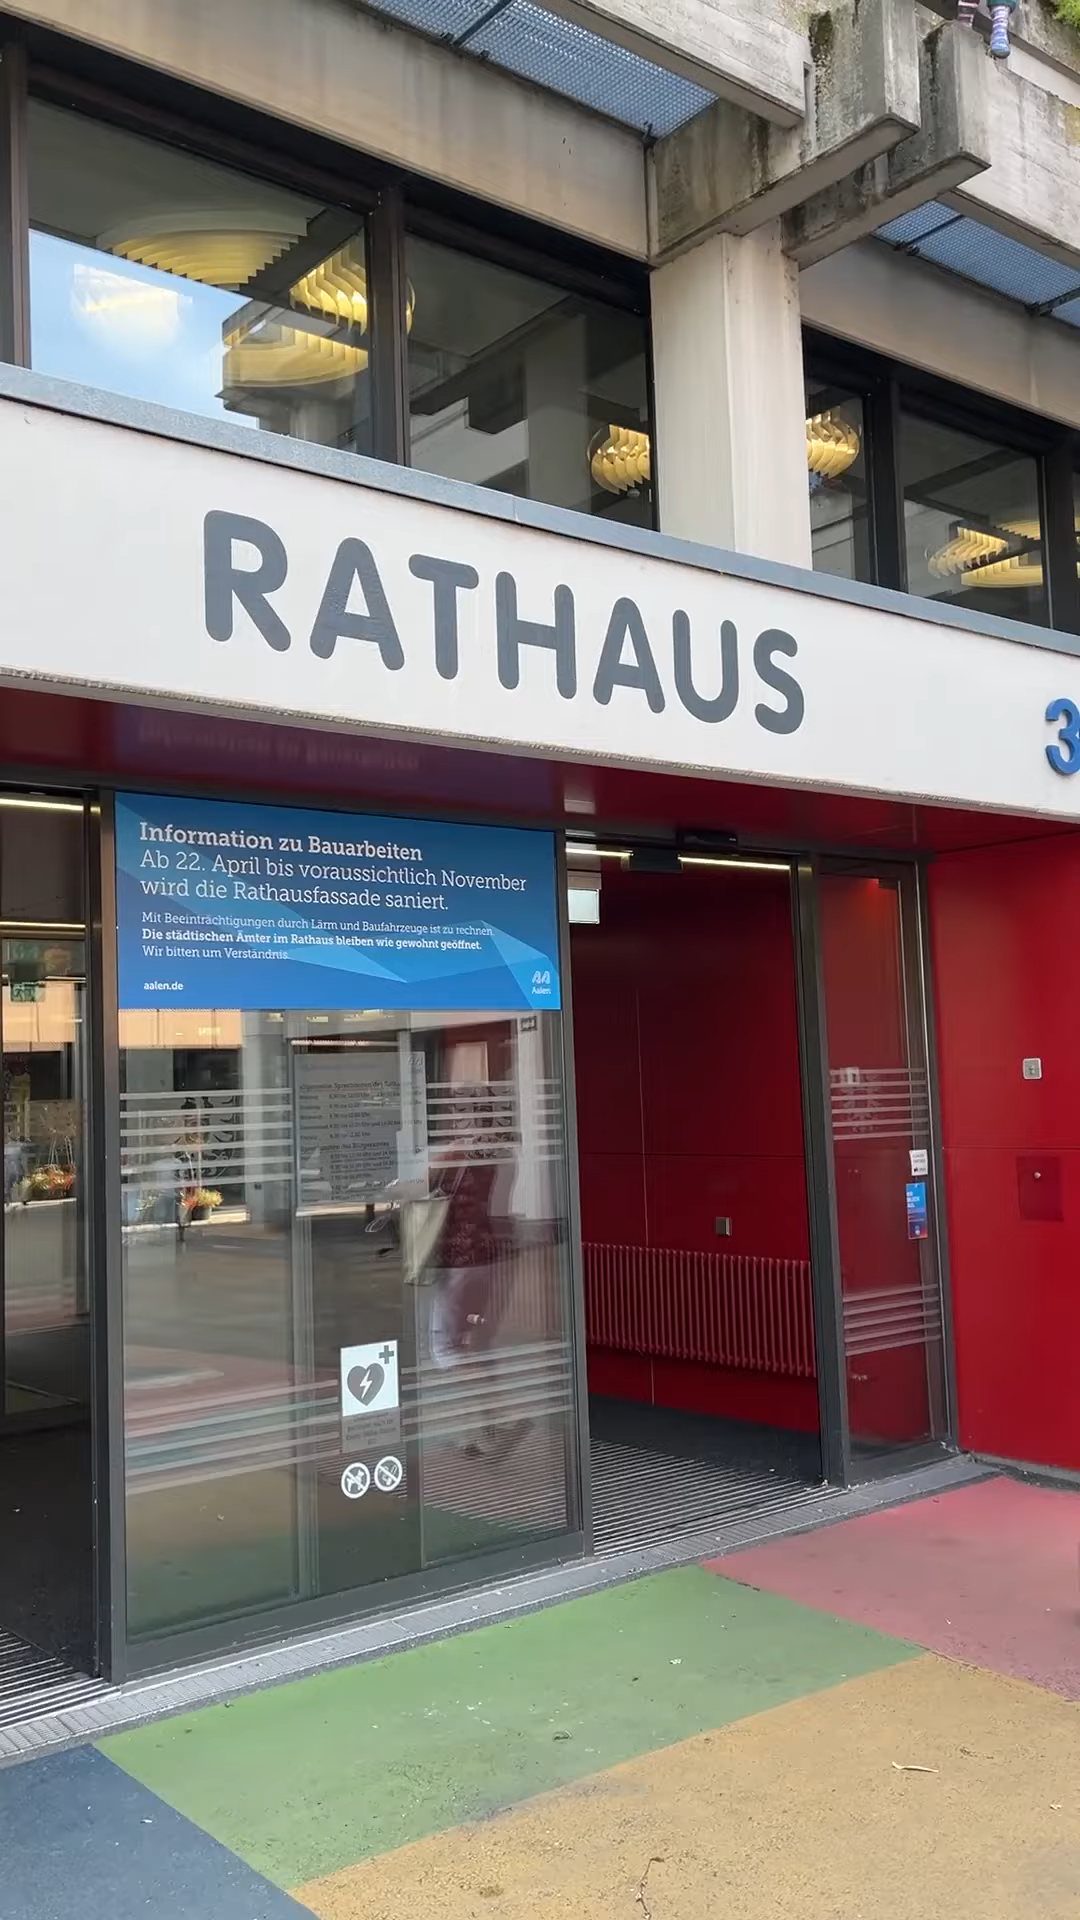 RATHAUS
3
Information zu Bauarbeiten
Ab 22. April bis voraussichtlich November
wird die Rathausfassade saniert.
Mit Beeinträchtigungen durch Lärm und Baufahrzeuge ist zu rechnen.
Die städtischen Ämter im Rathaus bleiben wie gewohnt geöffnet.
Wir bitten um Verständnis.
aalen.de
Aalen